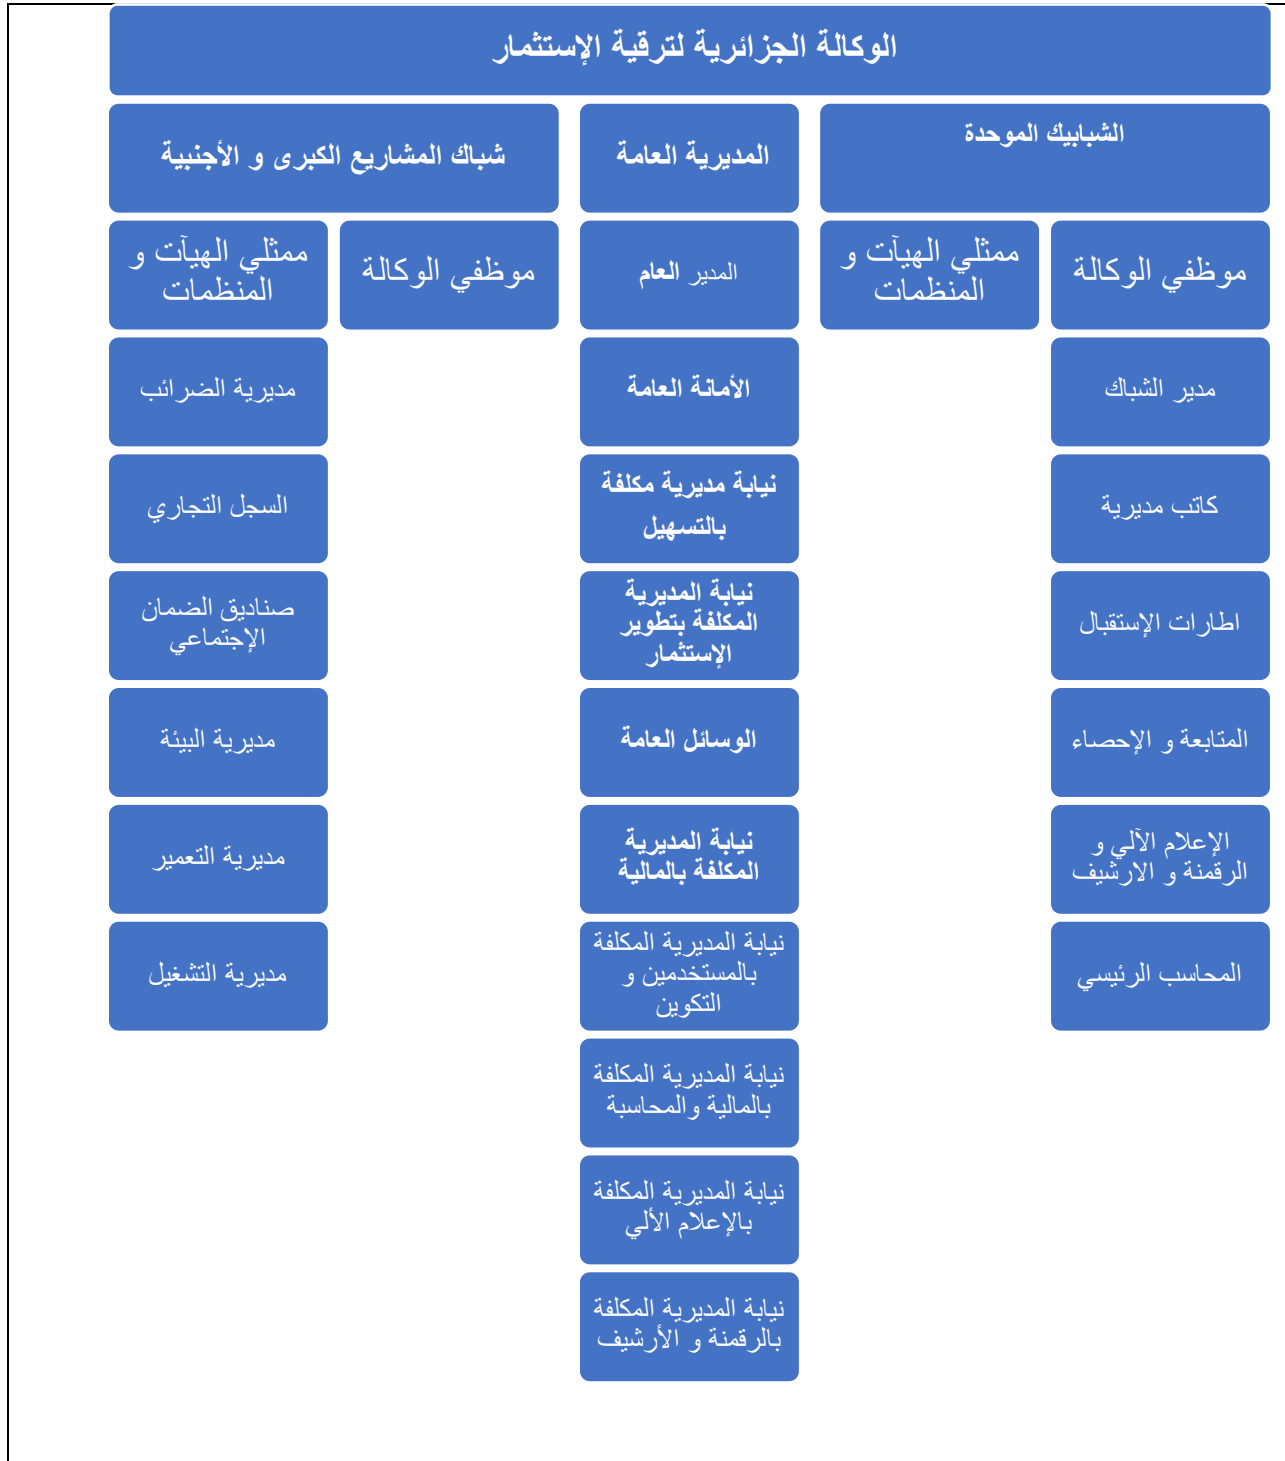 الوكالة الجزائرية لترقية الإستثمار
الشبابيك الموحدة
المديرية العامة
شباك المشاريع الكبرى و الأجنبية
موظفي الوكالة
ممثلي الهيآت و
المنظمات
المدير العام
موظفي الوكالة
ممثلي الهيآت و
المنظمات
مدير الشباك
الأمانة العامة
مديرية الضرائب
كاتب مديرية
نيابة مديرية مكلفة
بالتسهيل
السجل التجاري
اطارات الإستقبال
نيابة المديرية
المكلفة بتطوير
الإستثمار
صناديق الضمان
الإجتماعي
المتابعة و الإحصاء
الوسائل العامة
مديرية البيئة
الإعلام الآلي و
الرقمنة و الارشيف
نيابة المديرية
المكلفة بالمالية
مديرية التعمير
المحاسب الرئيسي
نيابة المديرية المكلفة
بالمستخدمين و
التكوين
مديرية التشغيل
نيابة المديرية المكلفة
بالمالية والمحاسبة
نيابة المديرية المكلفة
بالإعلام الألي
نيابة المديرية المكلفة
بالرقمنة و الأرشيف